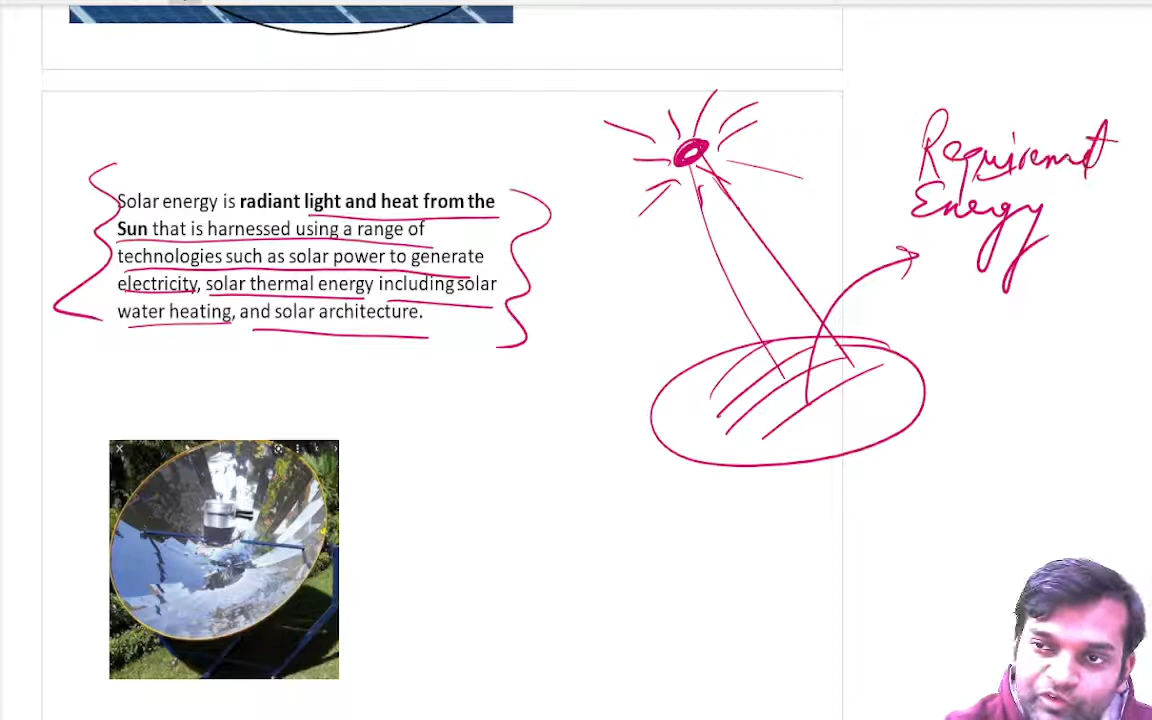 Solar energy is radiant light and heat from the
Sun that is harnessed using a range of
technologies such as solar power to generate
electricity, solar thermal energy including solar
water heating, and solar architecture.
Requirement
Energy